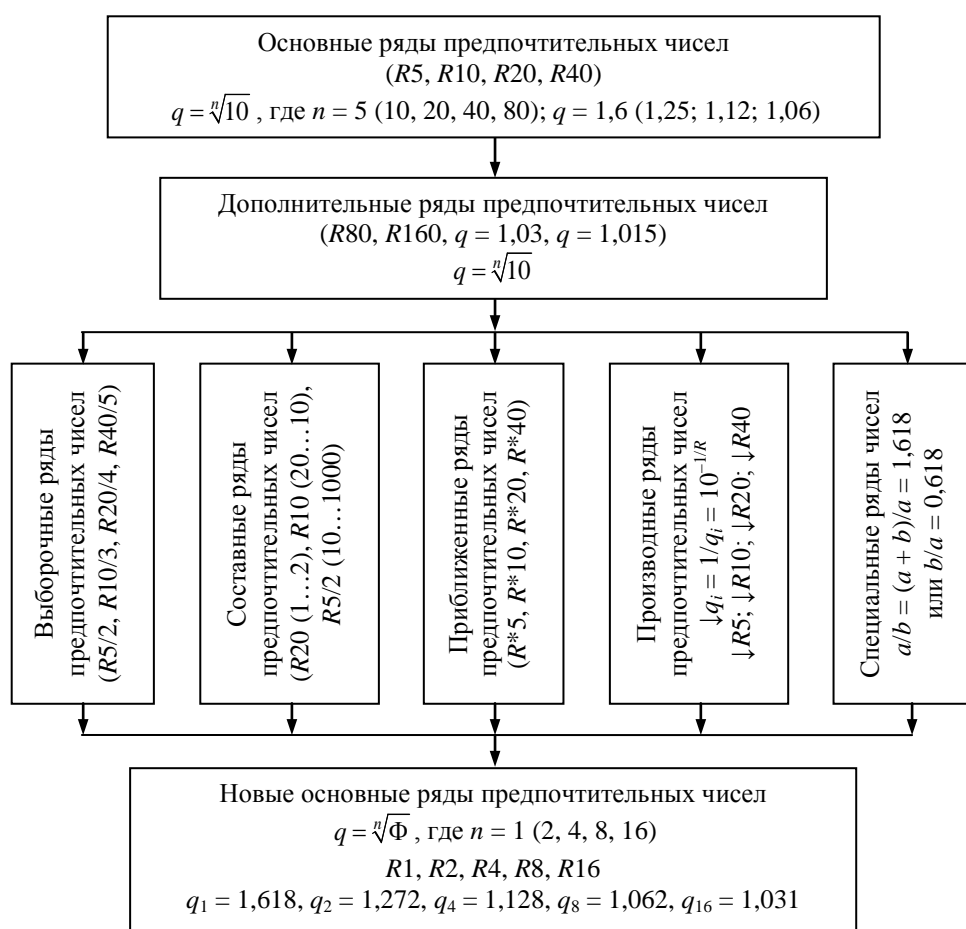 Основные ряды предпочтительных чисел
(R5, R10, R20, R40)
q = ⁿ√10 , где n = 5 (10, 20, 40, 80); q = 1,6 (1,25; 1,12; 1,06)
Дополнительные ряды предпочтительных чисел
(R80, R160, q = 1,03, q = 1,015)
q = ⁿ√10
Выборочные ряды
предпочтительных чисел
(R5/2, R10/3, R20/4, R40/5)
Составные ряды
предпочтительных чисел
(R20 (1…2), R10 (20…10),
R5/2 (10…1000)
Приближенные ряды
предпочтительных чисел
(R*5, R*10, R*20, R*40)
Производные ряды
предпочтительных чисел
↓qᵢ = 1/qᵢ = 10⁻¹/ᴿ
↓R5; ↓R10; ↓R20; ↓R40
Специальные ряды чисел
a/b = (a + b)/a = 1,618
или b/a = 0,618
Новые основные ряды предпочтительных чисел
q = ⁿ√Φ , где n = 1 (2, 4, 8, 16)
R1, R2, R4, R8, R16
q₁ = 1,618, q₂ = 1,272, q₄ = 1,128, q₈ = 1,062, q₁₆ = 1,031